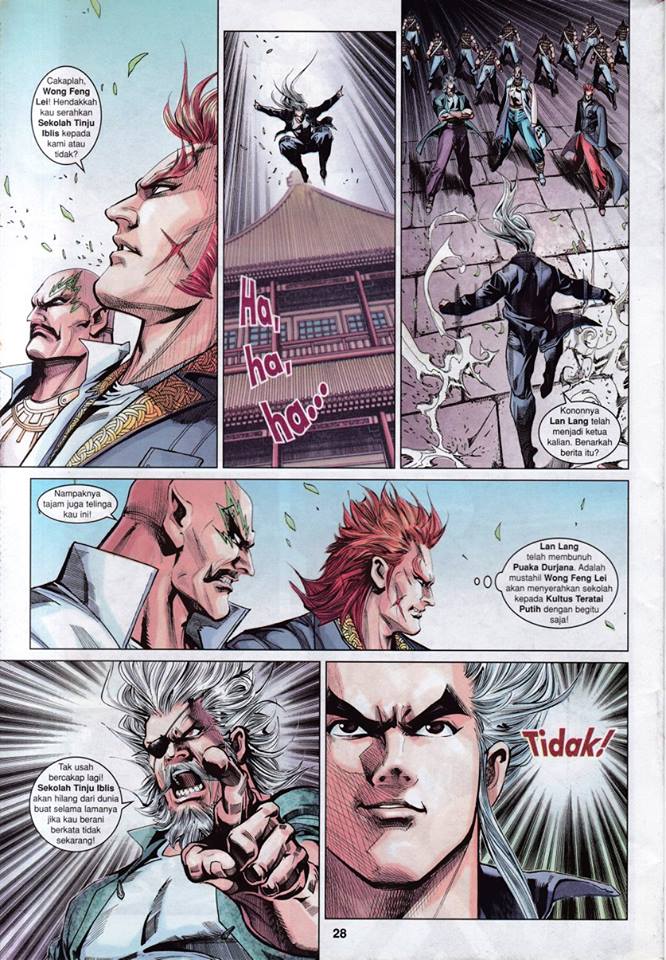 Cakaplah,
Wong Feng
Lei! Hendakkah
kau serahkan
Sekolah Tinju
Iblis kepada
kami atau
tidak?
Ha,
ha,
ha...
Kononnya
Lan Lang telah
menjadi ketua
kalian. Benarkah
berita itu?
Nampaknya
tajam juga telinga
kau ini!
Lan Lang
telah membunuh
Puaka Durjana. Adalah
mustahil Wong Feng Lei
akan menyerahkan sekolah
kepada Kultus Teratai
Putih dengan begitu
saja!
Tak usah
bercakap lagi!
Sekolah Tinju Iblis
akan hilang dari dunia
buat selama lamanya
jika kau berani
berkata tidak
sekarang!
Tidak!
28